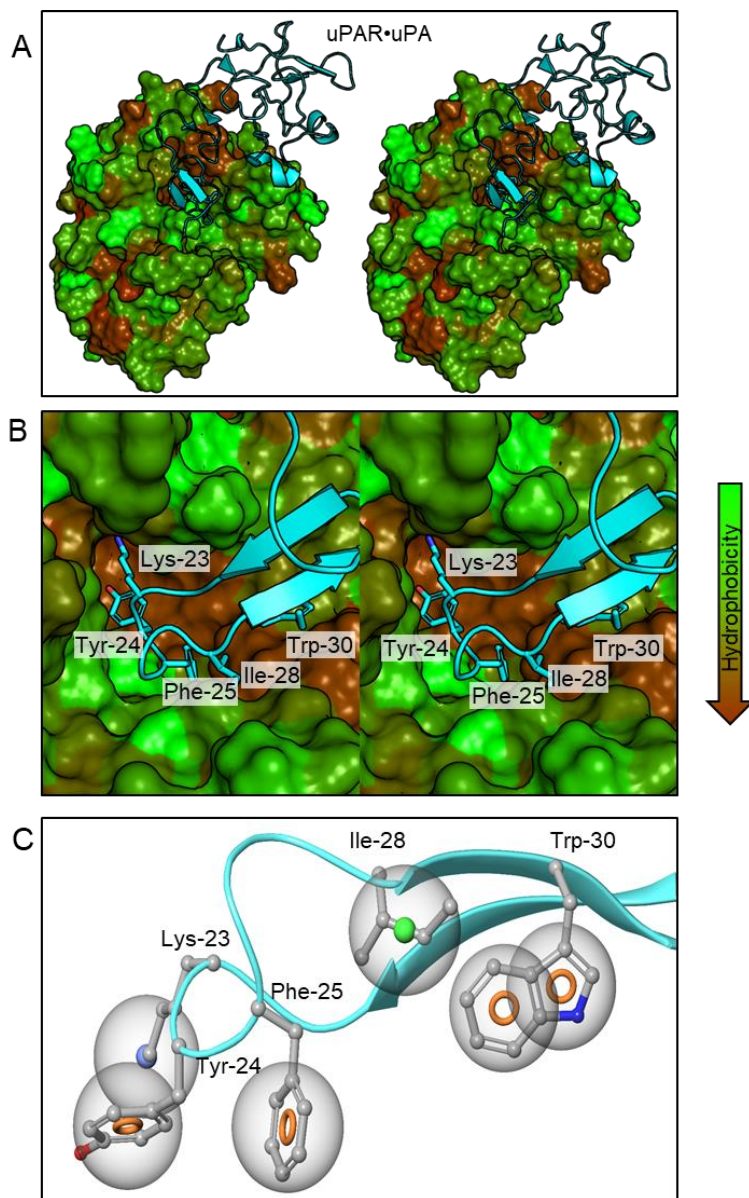 A
uPAR•uPA
B
Lys-23
Tyr-24
Phe-25
Ile-28
Trp-30
Lys-23
Tyr-24
Phe-25
Ile-28
Trp-30
Hydrophobicity
C
Ile-28
Trp-30
Lys-23
Phe-25
Tyr-24